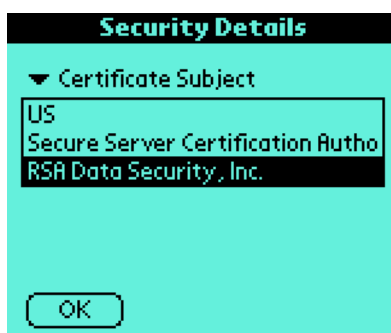 Security Details
Certificate Subject
US
Secure Server Certification Autho
RSA Data Security, Inc.
OK